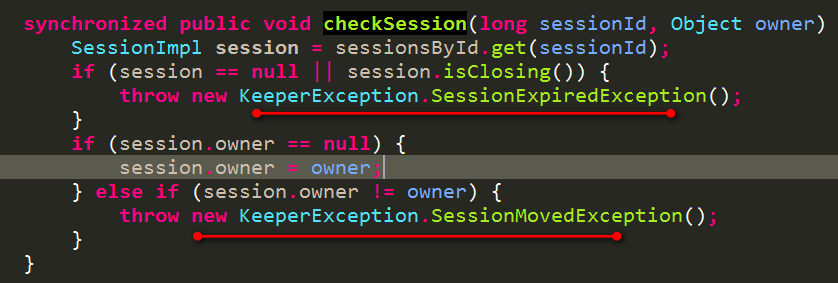 synchronized public void checkSession(long sessionId, Object owner)
SessionImpl session = sessionsById.get(sessionId);
if (session == null || session.isClosing()) {
throw new KeeperException.SessionExpiredException();
}
if (session.owner == null) {
session.owner = owner;
} else if (session.owner != owner) {
throw new KeeperException.SessionMovedException();
}
}